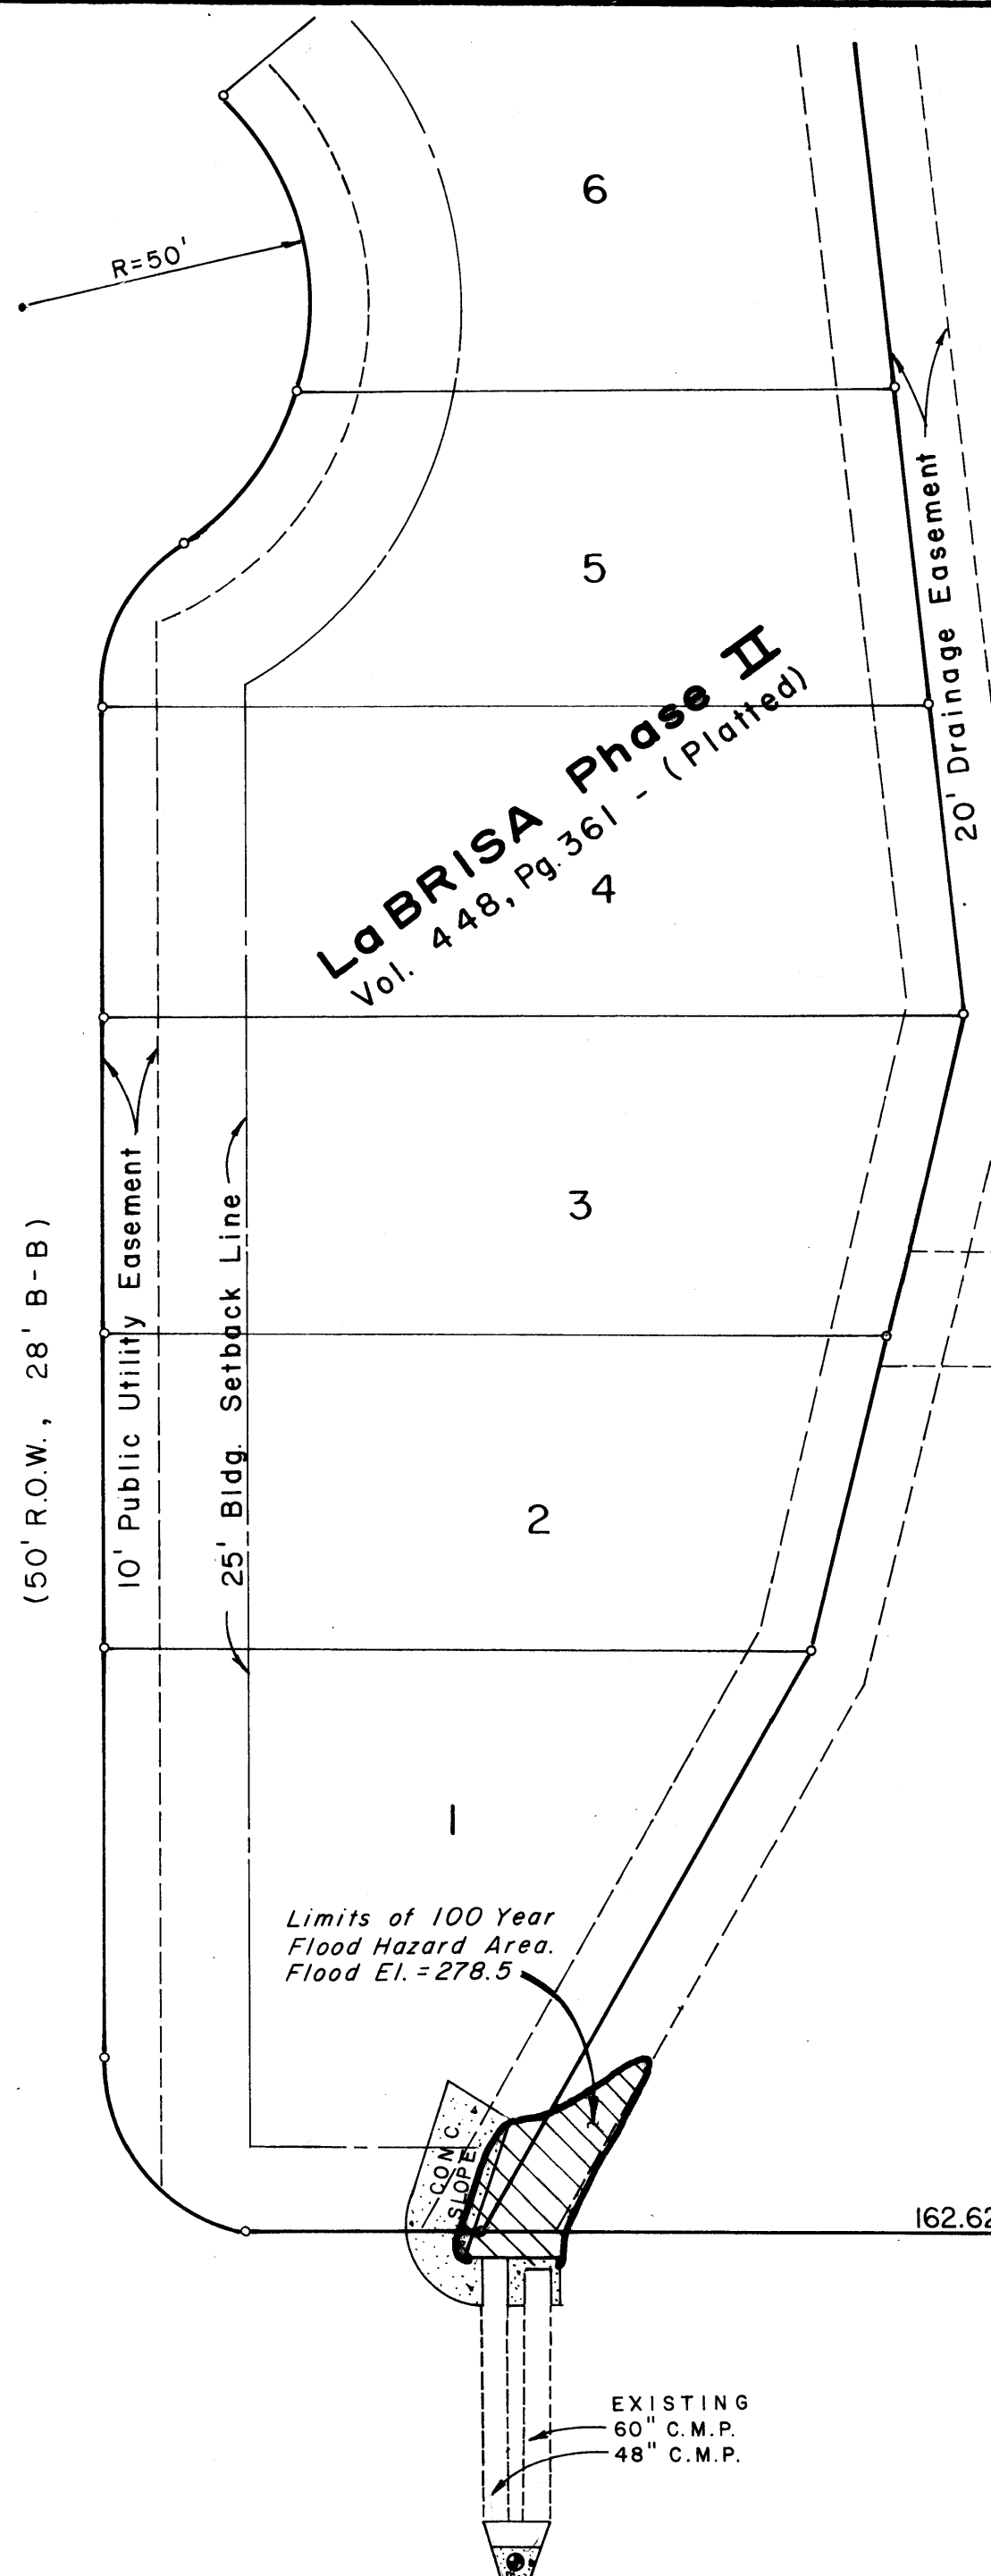 6
R=50'
5
20' Drainage Easement
LaBRISA Phase II
Vol. 448, Pg. 361 - (Platted)
4
3
(50' R.O.W., 28' B-B)
10' Public Utility Easement
25' Bldg. Setback Line
2
1
Limits of 100 Year
Flood Hazard Area.
Flood El. = 278.5
CONC.
SLOPE
162.62
EXISTING
60" C.M.P.
48" C.M.P.